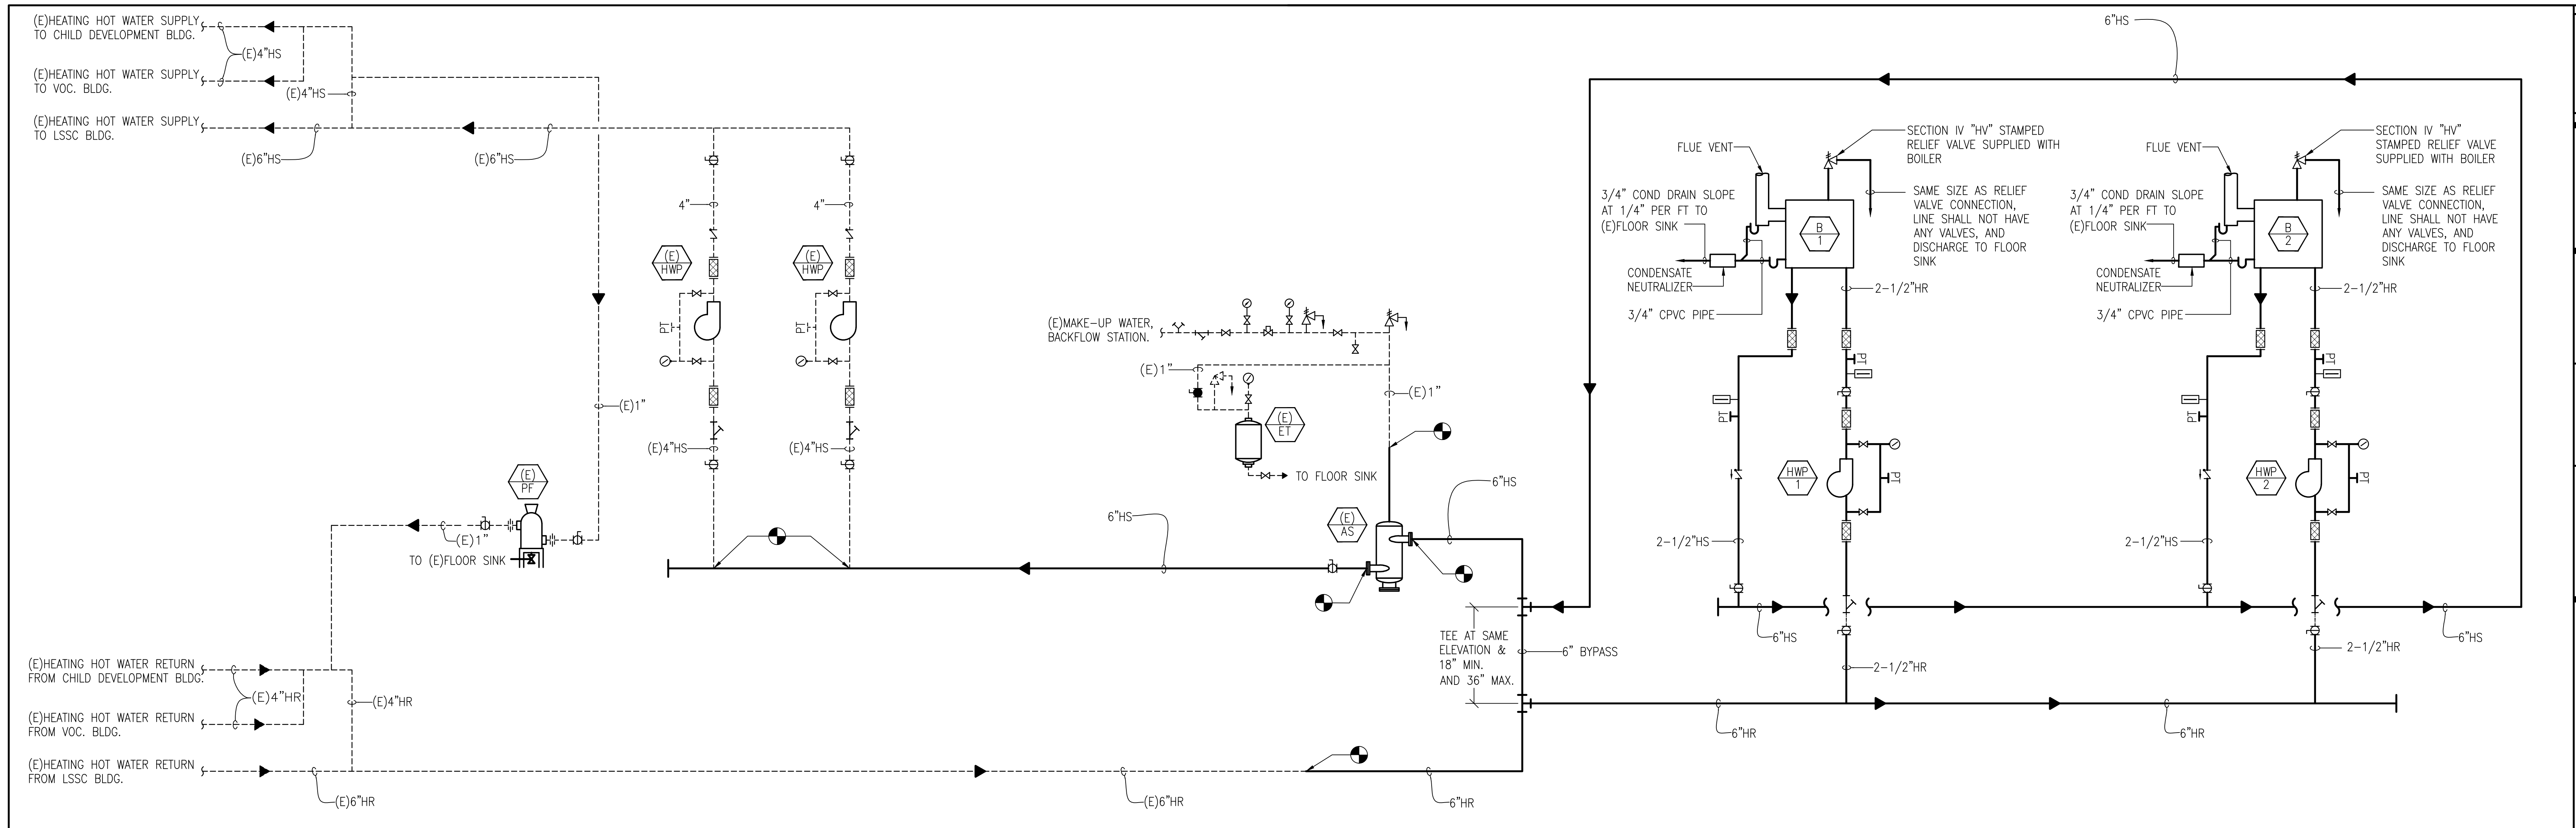 (E)HEATING HOT WATER SUPPLY
TO CHILD DEVELOPMENT BLDG.
(E)4"HS
(E)HEATING HOT WATER SUPPLY
TO VOC. BLDG.
(E)4"HS
(E)HEATING HOT WATER SUPPLY
TO LSSC BLDG.
(E)6"HS
(E)6"HS
4"
4"
(E)
HWP
(E)
HWP
PT
PT
(E)1"
(E)4"HS
(E)4"HS
(E)
PF
(E)1"
TO (E)FLOOR SINK
(E)HEATING HOT WATER RETURN
FROM CHILD DEVELOPMENT BLDG.
(E)4"HR
(E)4"HR
(E)HEATING HOT WATER RETURN
FROM VOC. BLDG.
(E)HEATING HOT WATER RETURN
FROM LSSC BLDG.
(E)6"HR
(E)6"HR
6"HR
(E)MAKE-UP WATER,
BACKFLOW STATION.
(E)1"
(E)1"
(E)
ET
TO FLOOR SINK
6"HS
(E)
AS
6"HS
TEE AT SAME
ELEVATION &
18" MIN.
AND 36" MAX.
6" BYPASS
6"HS
FLUE VENT
SECTION IV "HV" STAMPED
RELIEF VALVE SUPPLIED WITH
BOILER
3/4" COND DRAIN SLOPE
AT 1/4" PER FT TO
(E)FLOOR SINK
B
1
SAME SIZE AS RELIEF
VALVE CONNECTION,
LINE SHALL NOT HAVE
ANY VALVES, AND
DISCHARGE TO FLOOR
SINK
CONDENSATE
NEUTRALIZER
3/4" CPVC PIPE
2-1/2"HR
PT
PT
HWP
1
PT
2-1/2"HS
6"HS
2-1/2"HR
6"HR
FLUE VENT
SECTION IV "HV"
STAMPED RELIEF VALVE
SUPPLIED WITH BOILER
3/4" COND DRAIN SLOPE
AT 1/4" PER FT TO
(E)FLOOR SINK
B
2
SAME SIZE AS RELIEF
VALVE CONNECTION,
LINE SHALL NOT HAVE
ANY VALVES, AND
DISCHARGE TO FLOOR
SINK
CONDENSATE
NEUTRALIZER
3/4" CPVC PIPE
2-1/2"HR
PT
PT
HWP
2
PT
2-1/2"HS
6"HS
2-1/2"HR
6"HR